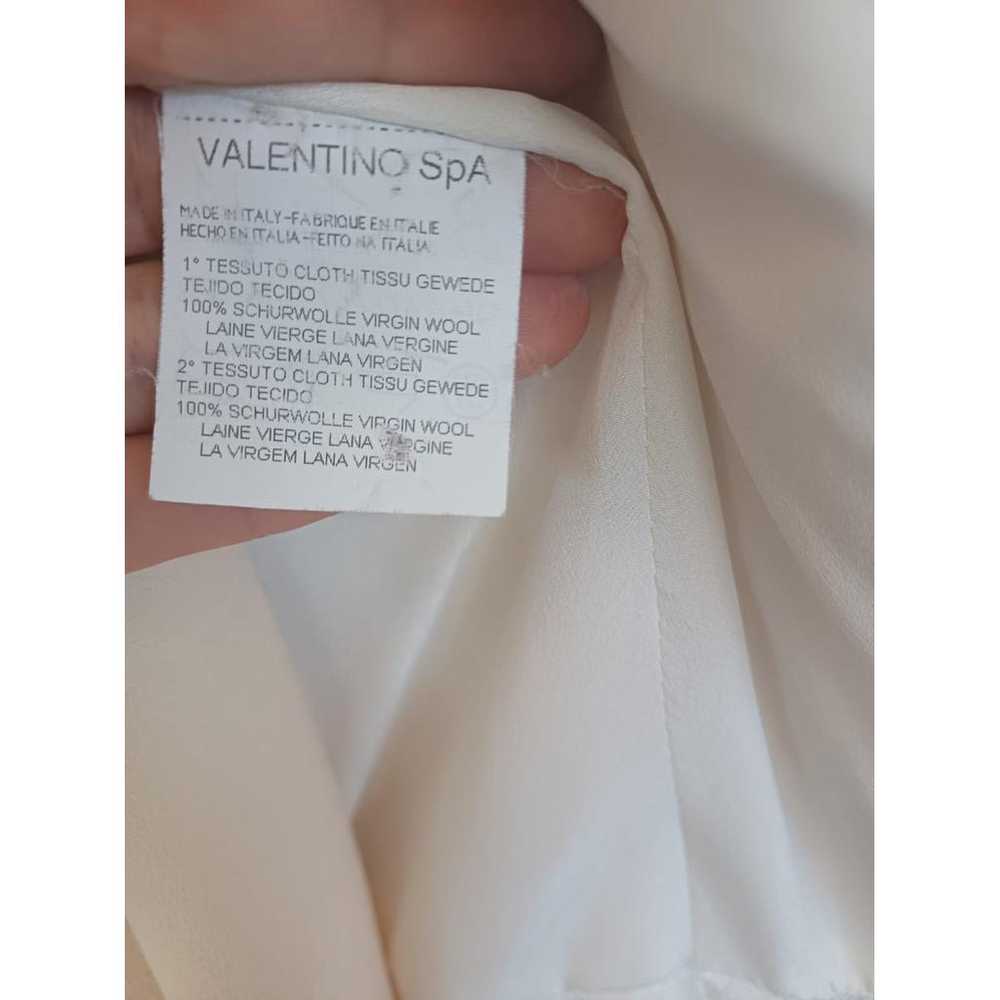 VALENTINO SpA
MADE IN ITALY-FABRIQUE EN ITALIE
HECHO EN ITALIA-FEITO NA ITALIA
1° TESSUTO CLOTH TISSU GEWEDE
TEJIDO TECIDO
100% SCHURWOLLE VIRGIN WOOL
LAINE VIERGE LANA VERGINE
LA VIRGEM LANA VIRGEN
2° TESSUTO CLOTH TISSU GEWEDE
TEJIDO TECIDO
100% SCHURWOLLE VIRGIN WOOL
LAINE VIERGE LANA VERGINE
LA VIRGEM LANA VIRGEN